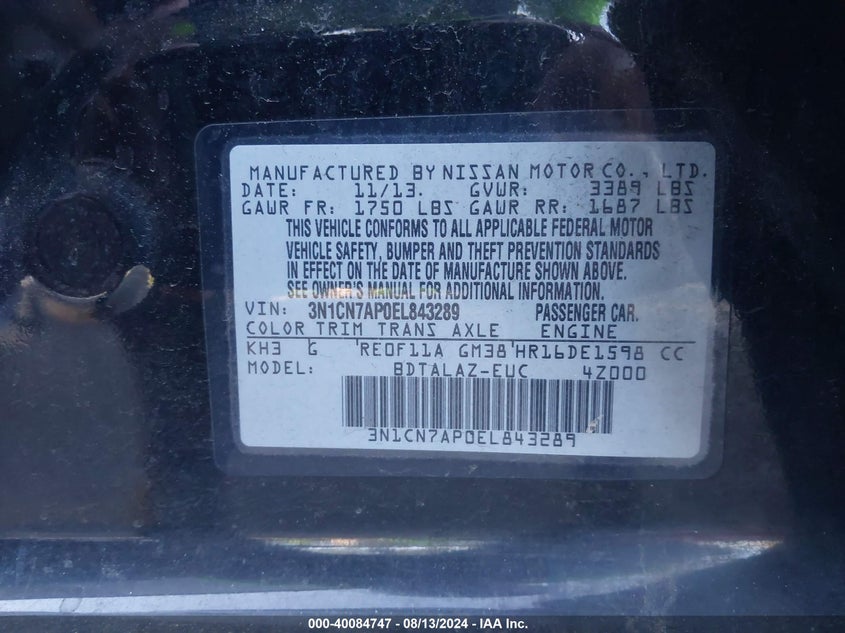 MANUFACTURED BY NISSAN MOTOR CO., LTD.
DATE: 11/13. GVWR: 3389 LBS
GAWR FR: 1750 LBS GAWR RR: 1687 LBS
THIS VEHICLE CONFORMS TO ALL APPLICABLE FEDERAL MOTOR
VEHICLE SAFETY, BUMPER AND THEFT PREVENTION STANDARDS
IN EFFECT ON THE DATE OF MANUFACTURE SHOWN ABOVE.
SEE OWNER'S MANUAL FOR ADDITIONAL INFORMATION.
VIN: 3N1CN7AP0EL843289 PASSENGER CAR.
COLOR TRIM TRANS AXLE ENGINE
KH3 G RE0F11A GM38 HR16DE1598 CC
MODEL: BDTALAZ-EUC 4Z000
3N1CN7AP0EL843289
000-40084747 - 08/13/2024 - IAA Inc.